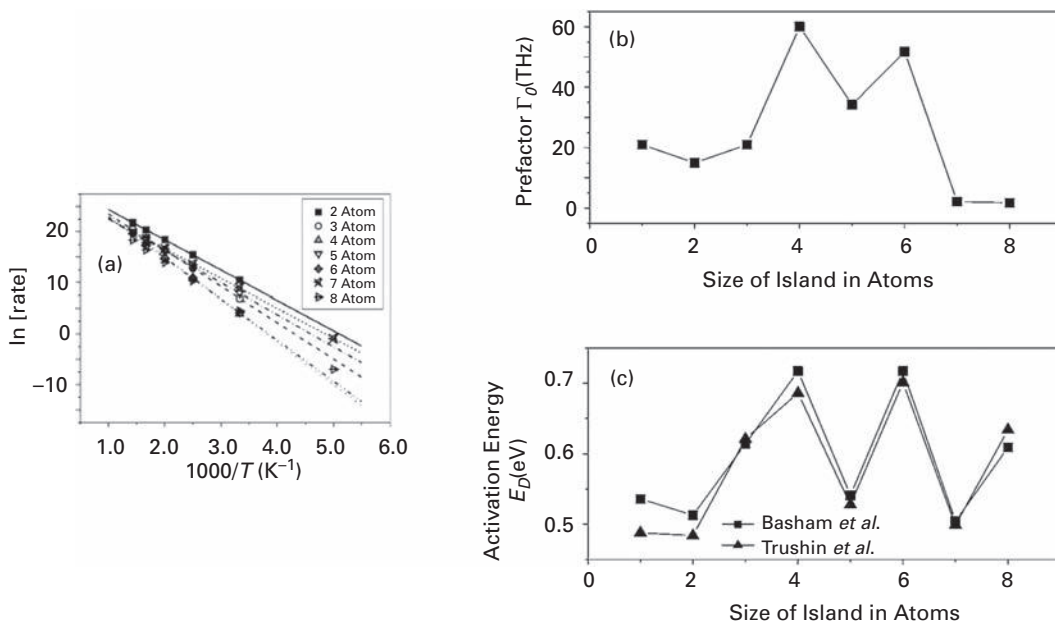 (a)
ln [rate]
20
10
0
−10
1.0 2.0 3.0 4.0 5.0 6.0
1000/T (K⁻¹)
2 Atom
3 Atom
4 Atom
5 Atom
6 Atom
7 Atom
8 Atom
(b)
Prefactor Γ₀(THz)
60
40
20
0
0 2 4 6 8
Size of Island in Atoms
(c)
Activation Energy
E_D(eV)
0.7
0.6
0.5
Basham et al.
Trushin et al.
0 2 4 6 8
Size of Island in Atoms